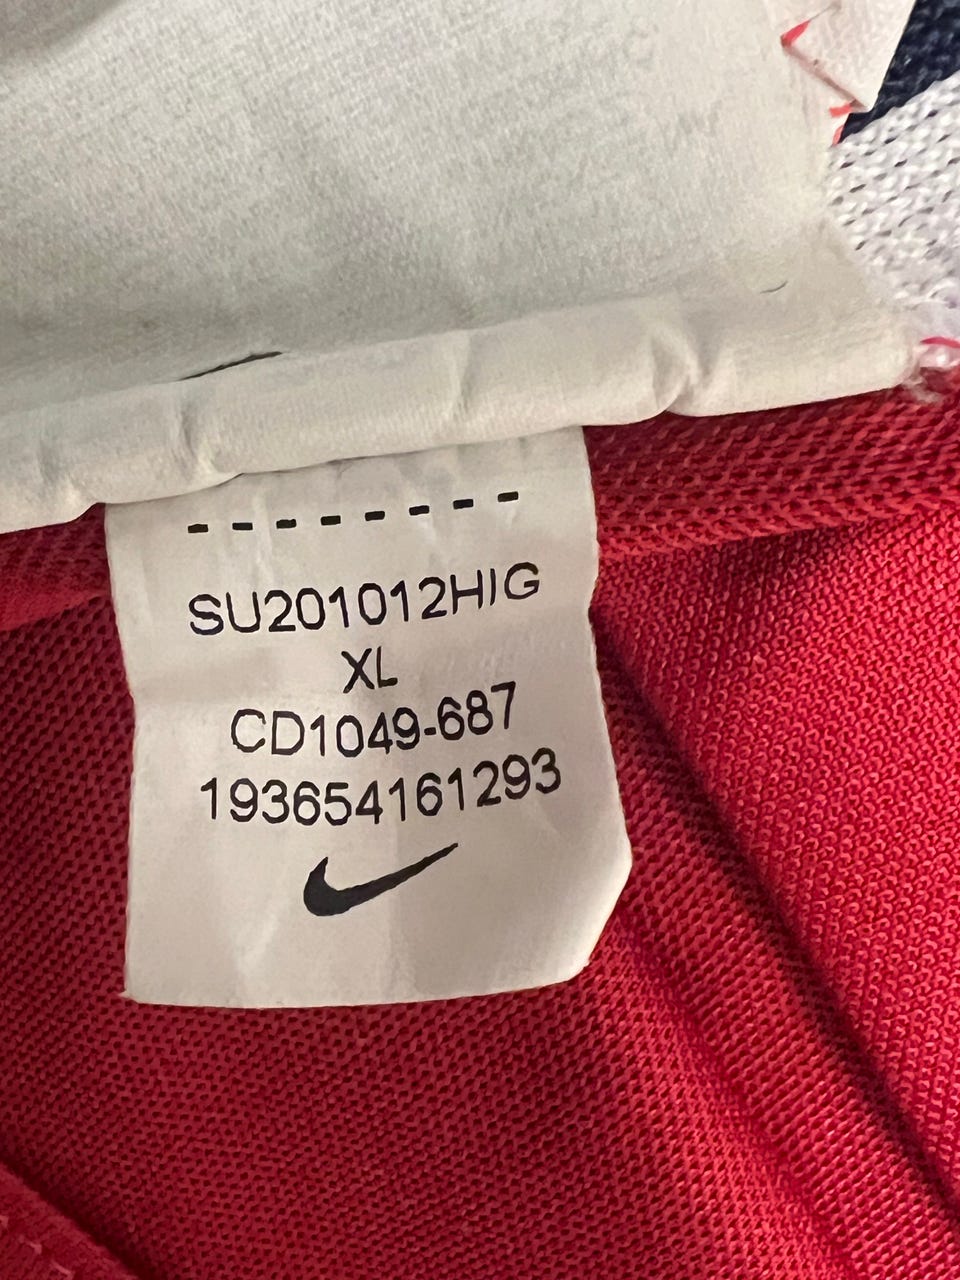 --------
SU201012HIG
XL
CD1049-687
193654161293